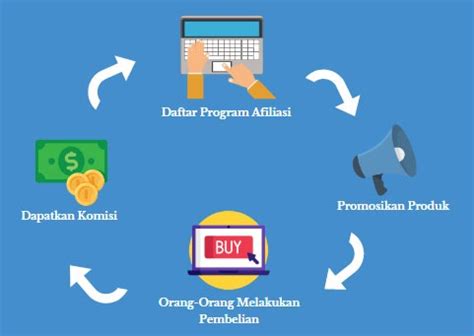 Daftar Program Afiliasi
Promosikan Produk
Dapatkan Komisi
$
BUY
Orang-Orang Melakukan
Pembelian